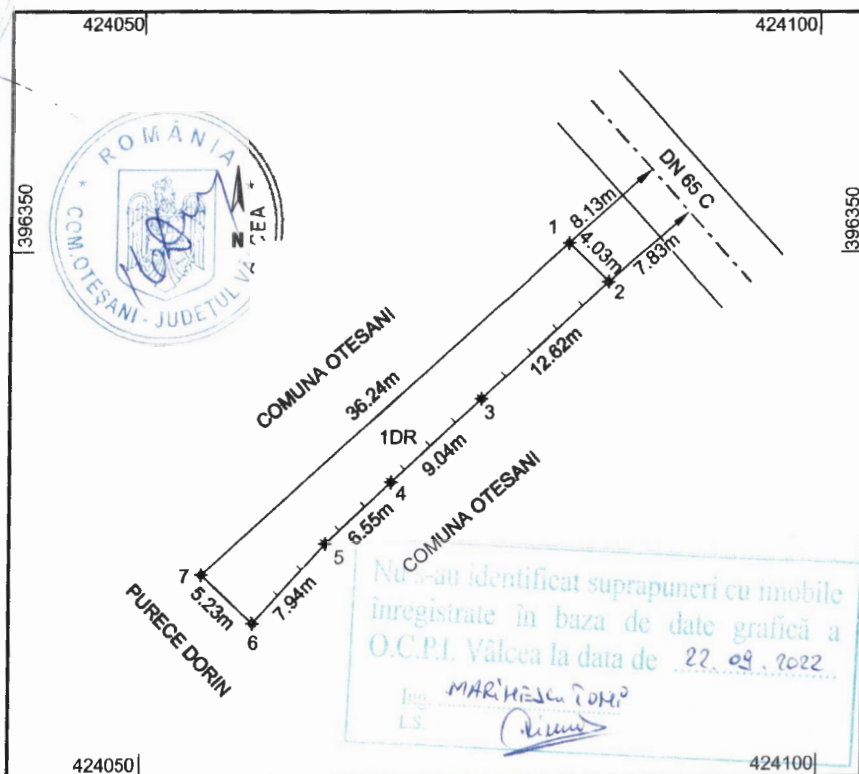 424050
424100
ROMÂNIA
COM.OTEȘANI - JUDEȚUL VÂLCEA
N
396350
396350
DN 65 C
8.13m
1
4.03m
7.83m
2
COMUNA OTESANI
12.62m
36.24m
3
1DR
9.04m
4
COMUNA OTESANI
6.55m
5
7
5.23m
7.94m
6
PURECE DORIN
Nu s-au identificat suprapuneri cu imobile
înregistrate în baza de date grafică a
O.C.P.I. Vâlcea la data de 22.09.2022
Ing.
L.S.
424050
424100